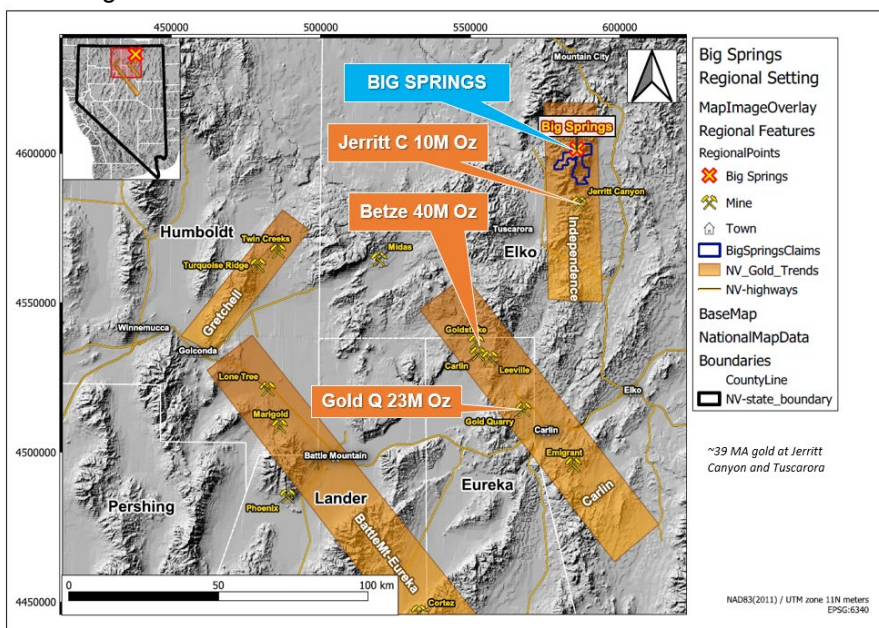 450000
500000
550000
600000
4600000
4550000
4500000
4450000
Mountain City
BIG SPRINGS
Big Springs
Jerritt C 10M Oz
Jerritt Canyon
Betze 40M Oz
Humboldt
Twin Creeks
Turquoise Ridge
Midas
Tuscarora
Elko
Independence
Getchell
Winnemucca
Golconda
Goldstrike
Carlin
Leeville
Lone Tree
Marigold
Gold Q 23M Oz
Elko
Gold Quarry
Carlin
Battle Mountain
Emigrant
Eureka
Pershing
Phoenix
Lander
Carlin
BattleMt-Eureka
Cortez
0
50
100 km
Big Springs
Regional Setting
MapImageOverlay
Regional Features
RegionalPoints
Big Springs
Mine
Town
BigSpringsClaims
NV_Gold_Trends
NV-highways
BaseMap
NationalMapData
Boundaries
CountyLine
NV-state_boundary
~39 MA gold at Jerritt
Canyon and Tuscarora
NAD83(2011) / UTM zone 11N meters
EPSG:6340